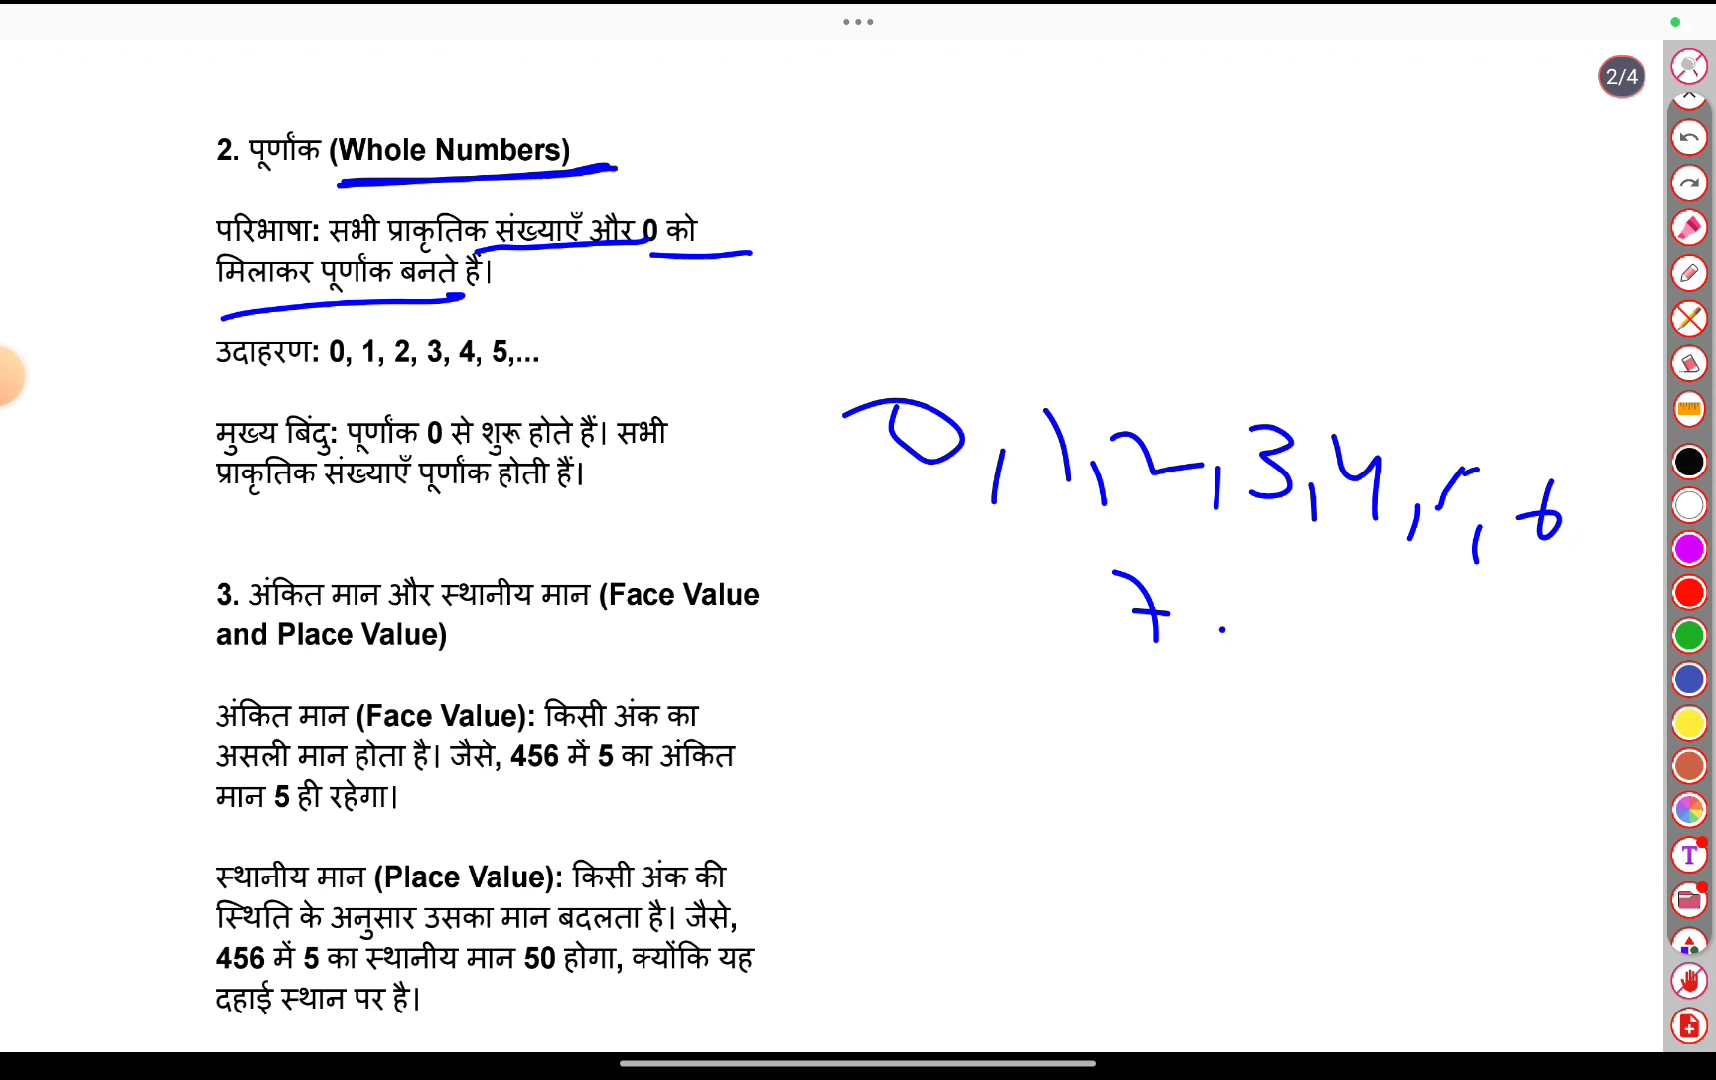 2/4
2. पूर्णांक (Whole Numbers)
परिभाषा: सभी प्राकृतिक संख्याएँ और 0 को
मिलाकर पूर्णांक बनते हैं।
उदाहरण: 0, 1, 2, 3, 4, 5,...
मुख्य बिंदु: पूर्णांक 0 से शुरू होते हैं। सभी
प्राकृतिक संख्याएँ पूर्णांक होती हैं।
0, 1, 2, 3, 4, 5, 6
7 .
3. अंकित मान और स्थानीय मान (Face Value
and Place Value)
अंकित मान (Face Value): किसी अंक का
असली मान होता है। जैसे, 456 में 5 का अंकित
मान 5 ही रहेगा।
स्थानीय मान (Place Value): किसी अंक की
स्थिति के अनुसार उसका मान बदलता है। जैसे,
456 में 5 का स्थानीय मान 50 होगा, क्योंकि यह
दहाई स्थान पर है।
T